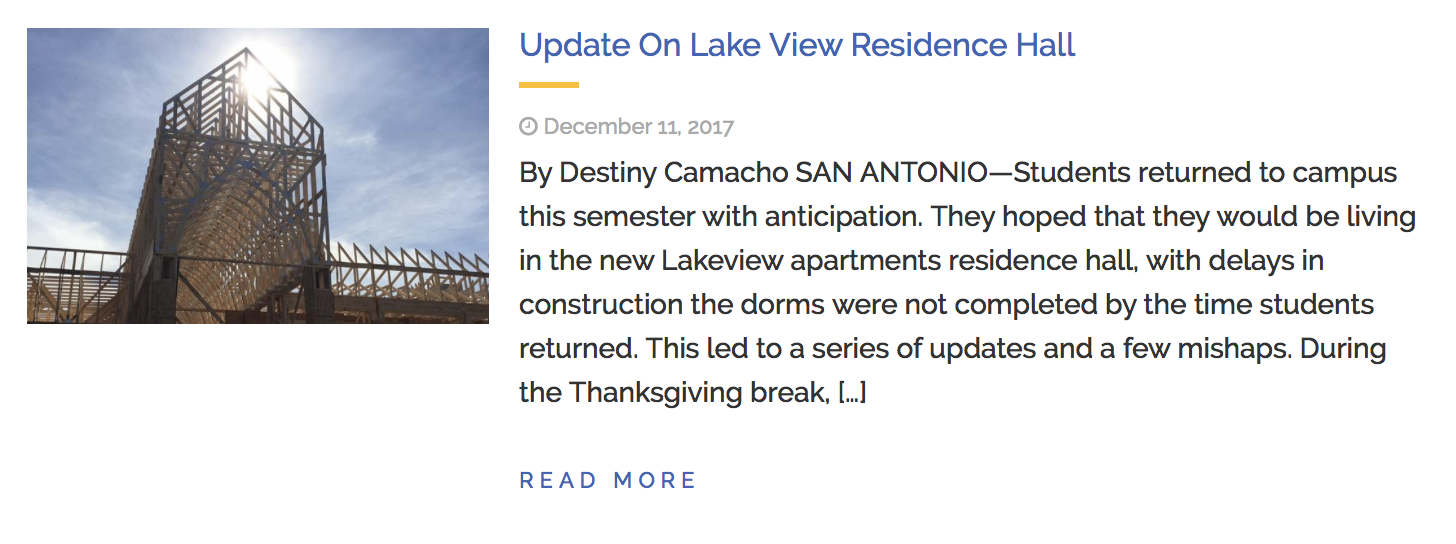 Update On Lake View Residence Hall
December 11, 2017
By Destiny Camacho SAN ANTONIO—Students returned to campus
this semester with anticipation. They hoped that they would be living
in the new Lakeview apartments residence hall, with delays in
construction the dorms were not completed by the time students
returned. This led to a series of updates and a few mishaps. During
the Thanksgiving break, [...]
READ MORE